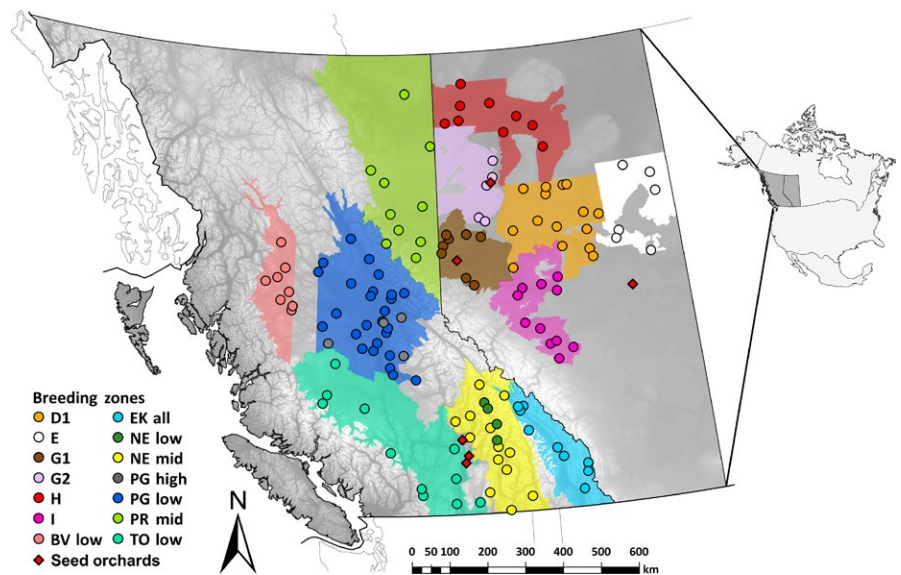 Breeding zones
D1 EK all
E NE low
G1 NE mid
G2 PG high
H PG low
I PR mid
BV low TO low
Seed orchards
N
0 50 100 200 300 400 500 600
km